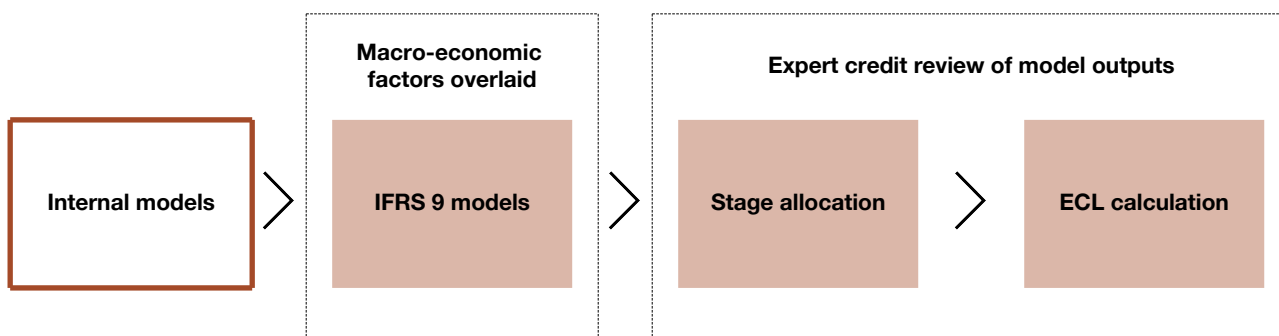 Macro-economic
factors overlaid
Expert credit review of model outputs
Internal models
IFRS 9 models
Stage allocation
ECL calculation